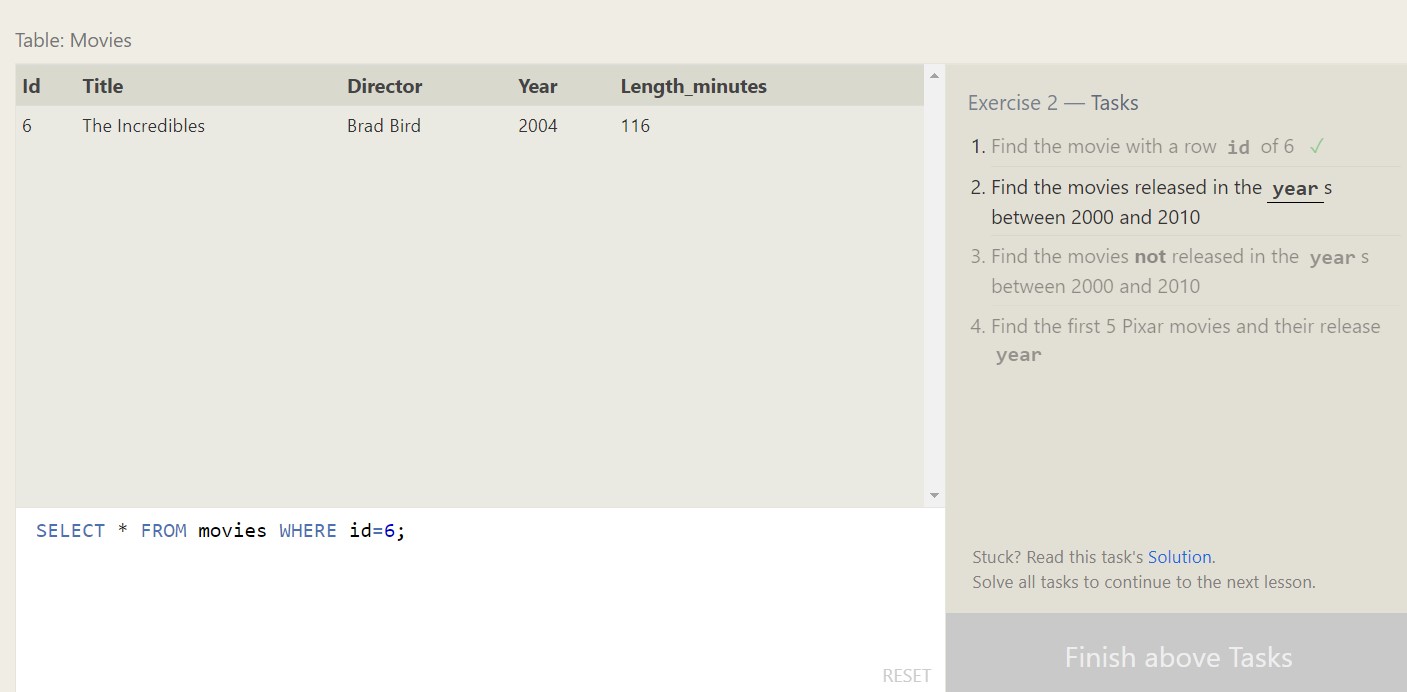 Table: Movies
Id Title Director Year Length_minutes
6 The Incredibles Brad Bird 2004 116
SELECT * FROM movies WHERE id=6;
RESET
Exercise 2 — Tasks
1. Find the movie with a row id of 6 ✓
2. Find the movies released in the year s
between 2000 and 2010
3. Find the movies not released in the year s
between 2000 and 2010
4. Find the first 5 Pixar movies and their release
year
Stuck? Read this task's Solution.
Solve all tasks to continue to the next lesson.
Finish above Tasks